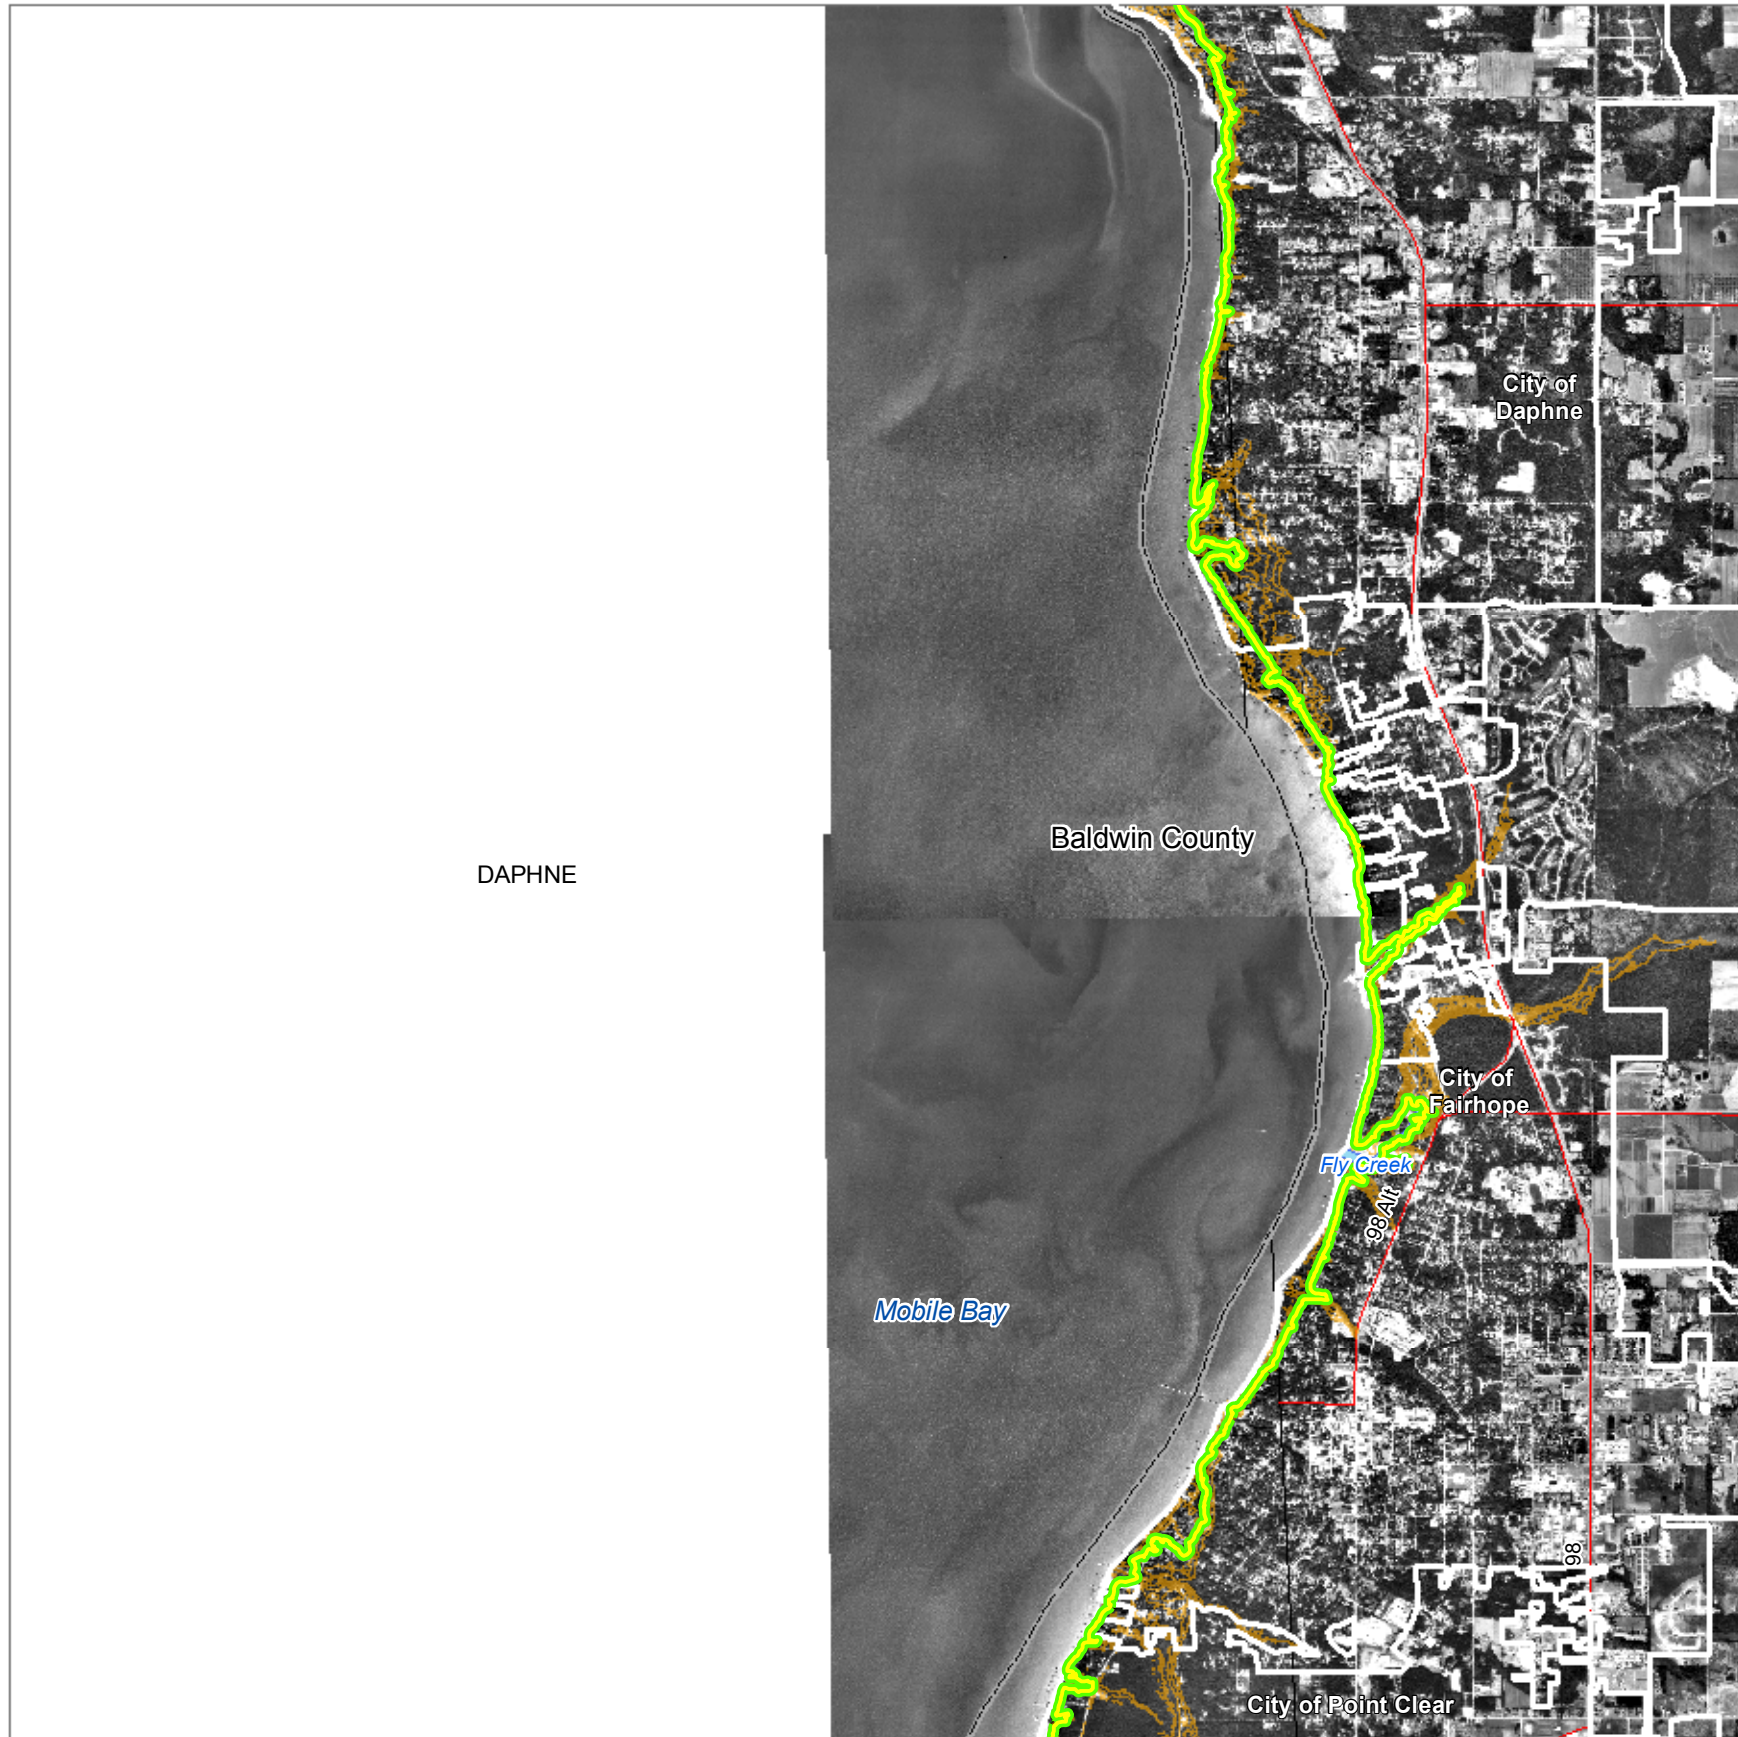 City of
Daphne
Baldwin County
DAPHNE
City of
Fairhope
Fly Creek
98 Alt
Mobile Bay
98
City of Point Clear